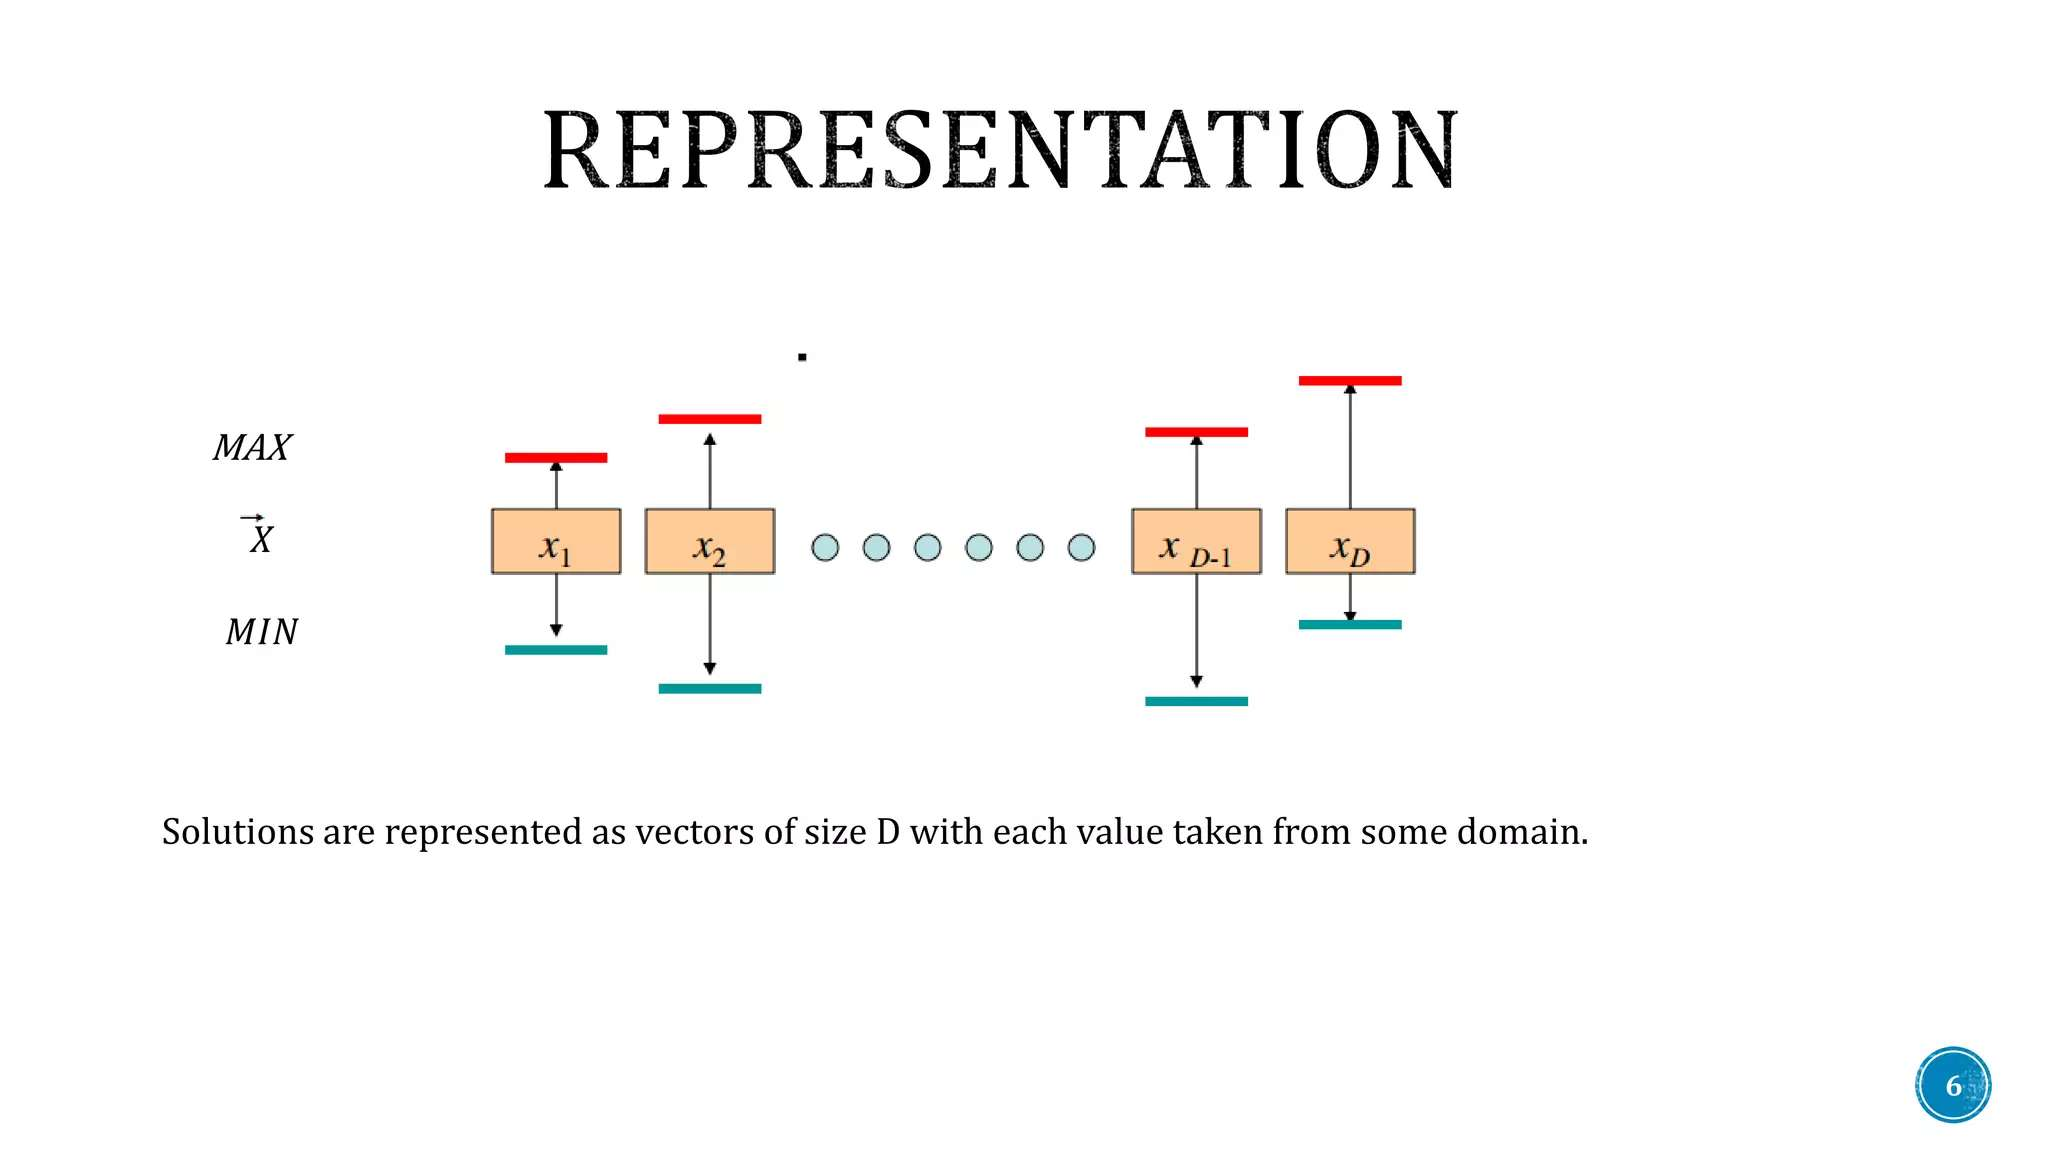 REPRESENTATION
▪
MAX
→
X
x1 x2 x D-1 xD
MIN
Solutions are represented as vectors of size D with each value taken from some domain.
6